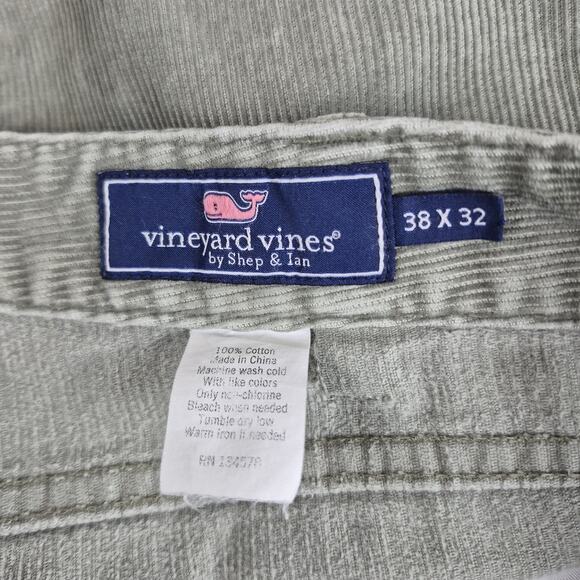 vineyard vines®
by Shep & Ian
38 X 32
100% Cotton
Made in China
Machine wash cold
With like colors
Only non-chlorine
Bleach when needed
Tumble dry low
Warm iron if needed
RN 134578